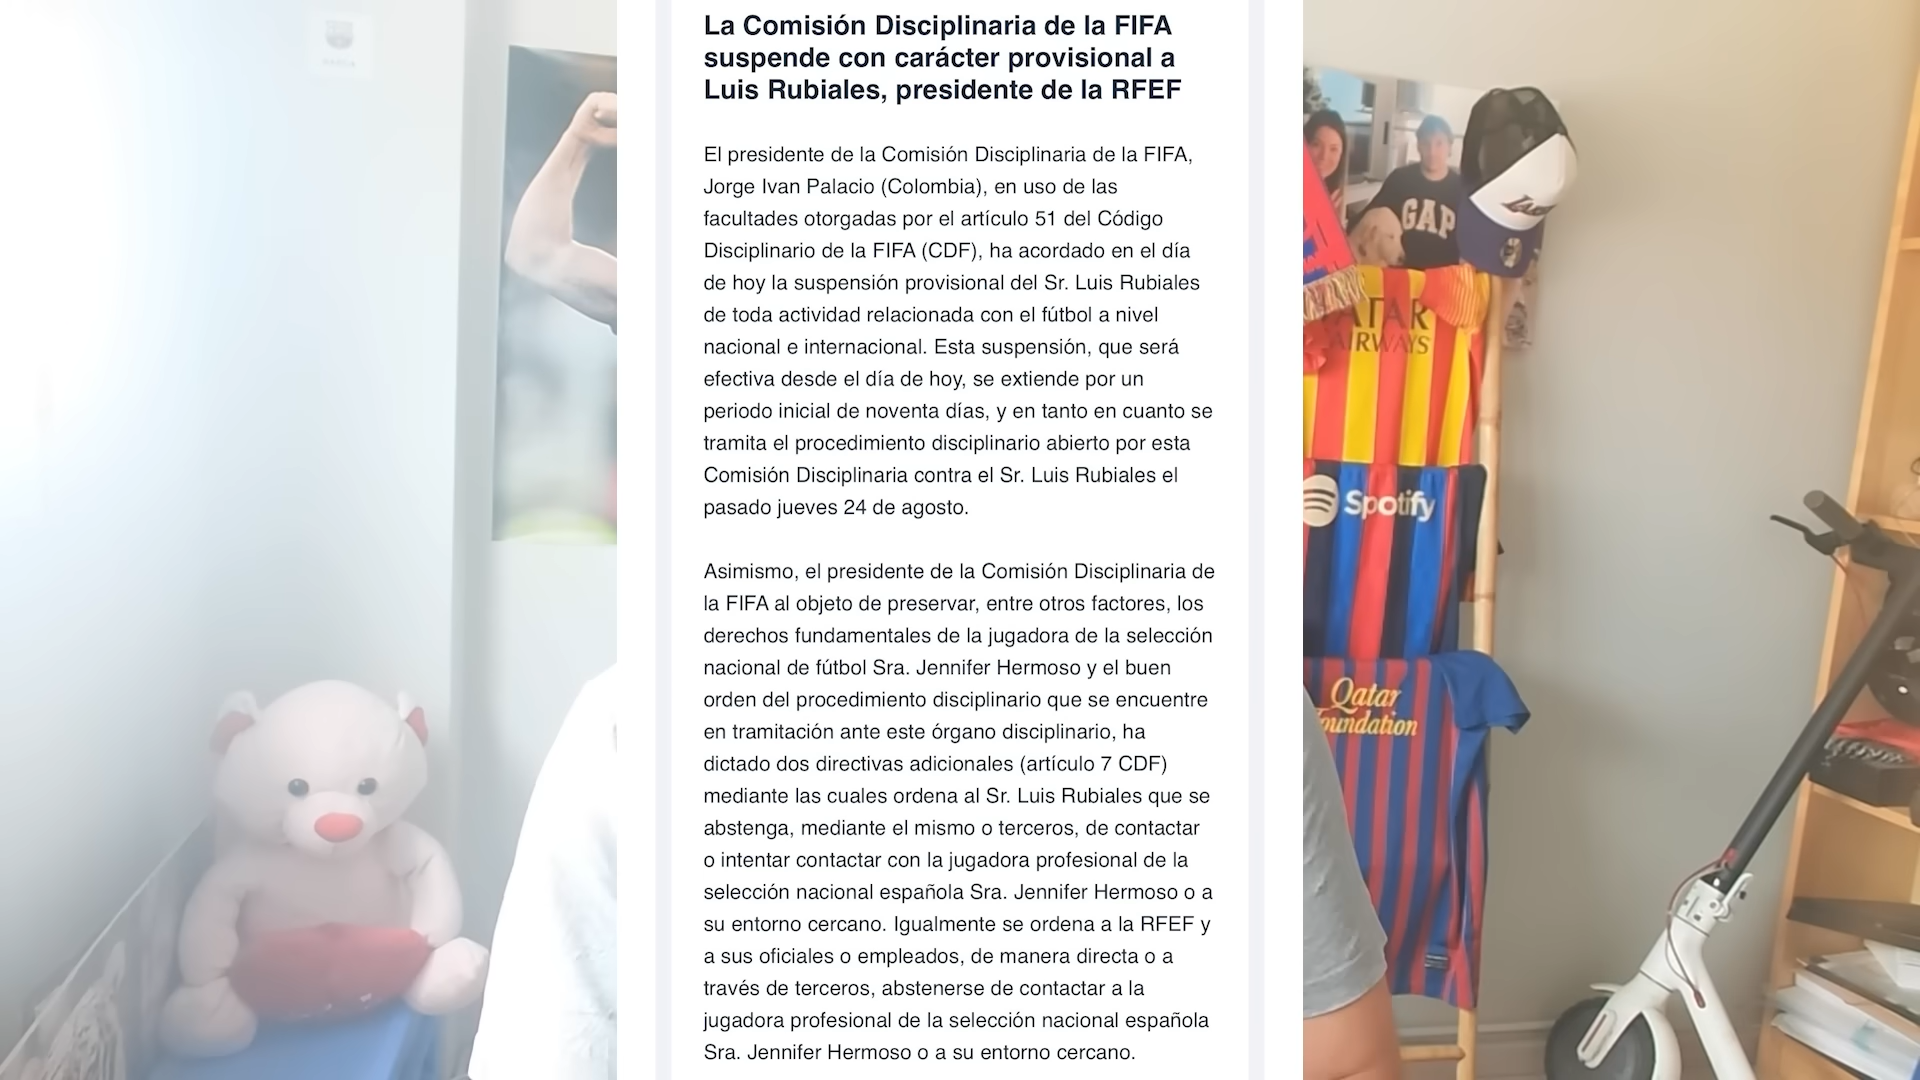 La Comisión Disciplinaria de la FIFA
suspende con carácter provisional a
Luis Rubiales, presidente de la RFEF
El presidente de la Comisión Disciplinaria de la FIFA,
Jorge Ivan Palacio (Colombia), en uso de las
facultades otorgadas por el artículo 51 del Código
Disciplinario de la FIFA (CDF), ha acordado en el día
de hoy la suspensión provisional del Sr. Luis Rubiales
de toda actividad relacionada con el fútbol a nivel
nacional e internacional. Esta suspensión, que será
efectiva desde el día de hoy, se extiende por un
periodo inicial de noventa días, y en tanto en cuanto se
tramita el procedimiento disciplinario abierto por esta
Comisión Disciplinaria contra el Sr. Luis Rubiales el
pasado jueves 24 de agosto.
Asimismo, el presidente de la Comisión Disciplinaria de
la FIFA al objeto de preservar, entre otros factores, los
derechos fundamentales de la jugadora de la selección
nacional de fútbol Sra. Jennifer Hermoso y el buen
orden del procedimiento disciplinario que se encuentre
en tramitación ante este órgano disciplinario, ha
dictado dos directivas adicionales (artículo 7 CDF)
mediante las cuales ordena al Sr. Luis Rubiales que se
abstenga, mediante el mismo o terceros, de contactar
o intentar contactar con la jugadora profesional de la
selección nacional española Sra. Jennifer Hermoso o a
su entorno cercano. Igualmente se ordena a la RFEF y
a sus oficiales o empleados, de manera directa o a
través de terceros, abstenerse de contactar a la
jugadora profesional de la selección nacional española
Sra. Jennifer Hermoso o a su entorno cercano.
GAP
ATAR
AIRWAYS
Spotify
Qatar
oundation